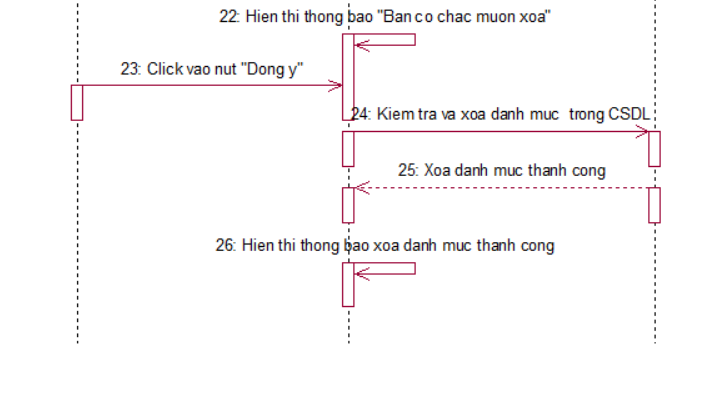 22: Hien thi thong bao "Ban co chac muon xoa"
23: Click vao nut "Dong y"
24: Kiem tra va xoa danh muc trong CSDL
25: Xoa danh muc thanh cong
26: Hien thi thong bao xoa danh muc thanh cong